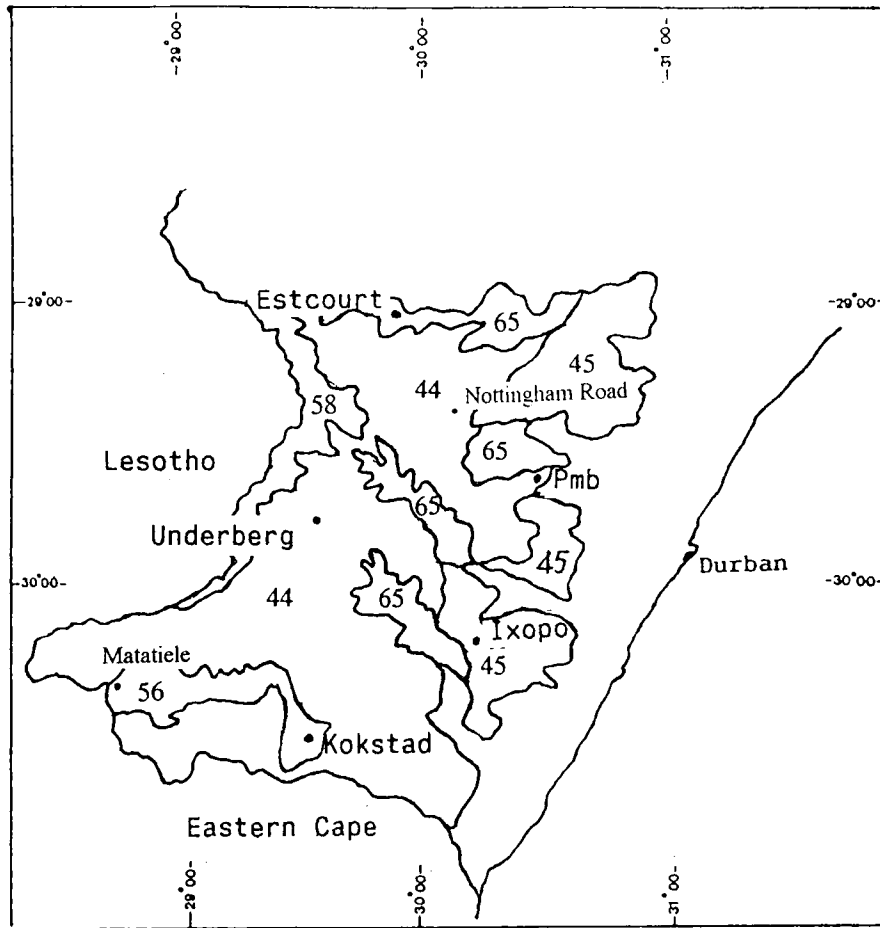 -29°00-
-30°00-
-31°00-
-29°00-
Estcourt
-29°00-
65
45
44
Nottingham Road
58
65
Lesotho
Pmb
65
Underberg
45
Durban
-30°00-
44
65
-30°00-
Ixopo
45
Matatiele
56
Kokstad
Eastern Cape
-29°00-
-30°00-
-31°00-